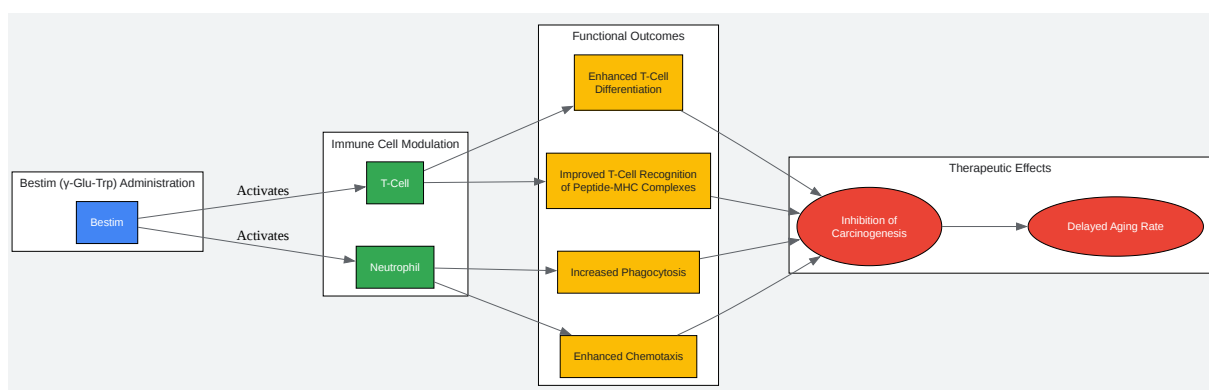 Bestim (γ-Glu-Trp) Administration
Bestim
Activates
Activates
Immune Cell Modulation
T-Cell
Neutrophil
Functional Outcomes
Enhanced T-Cell
Differentiation
Improved T-Cell Recognition
of Peptide-MHC Complexes
Increased Phagocytosis
Enhanced Chemotaxis
Therapeutic Effects
Inhibition of
Carcinogenesis
Delayed Aging Rate